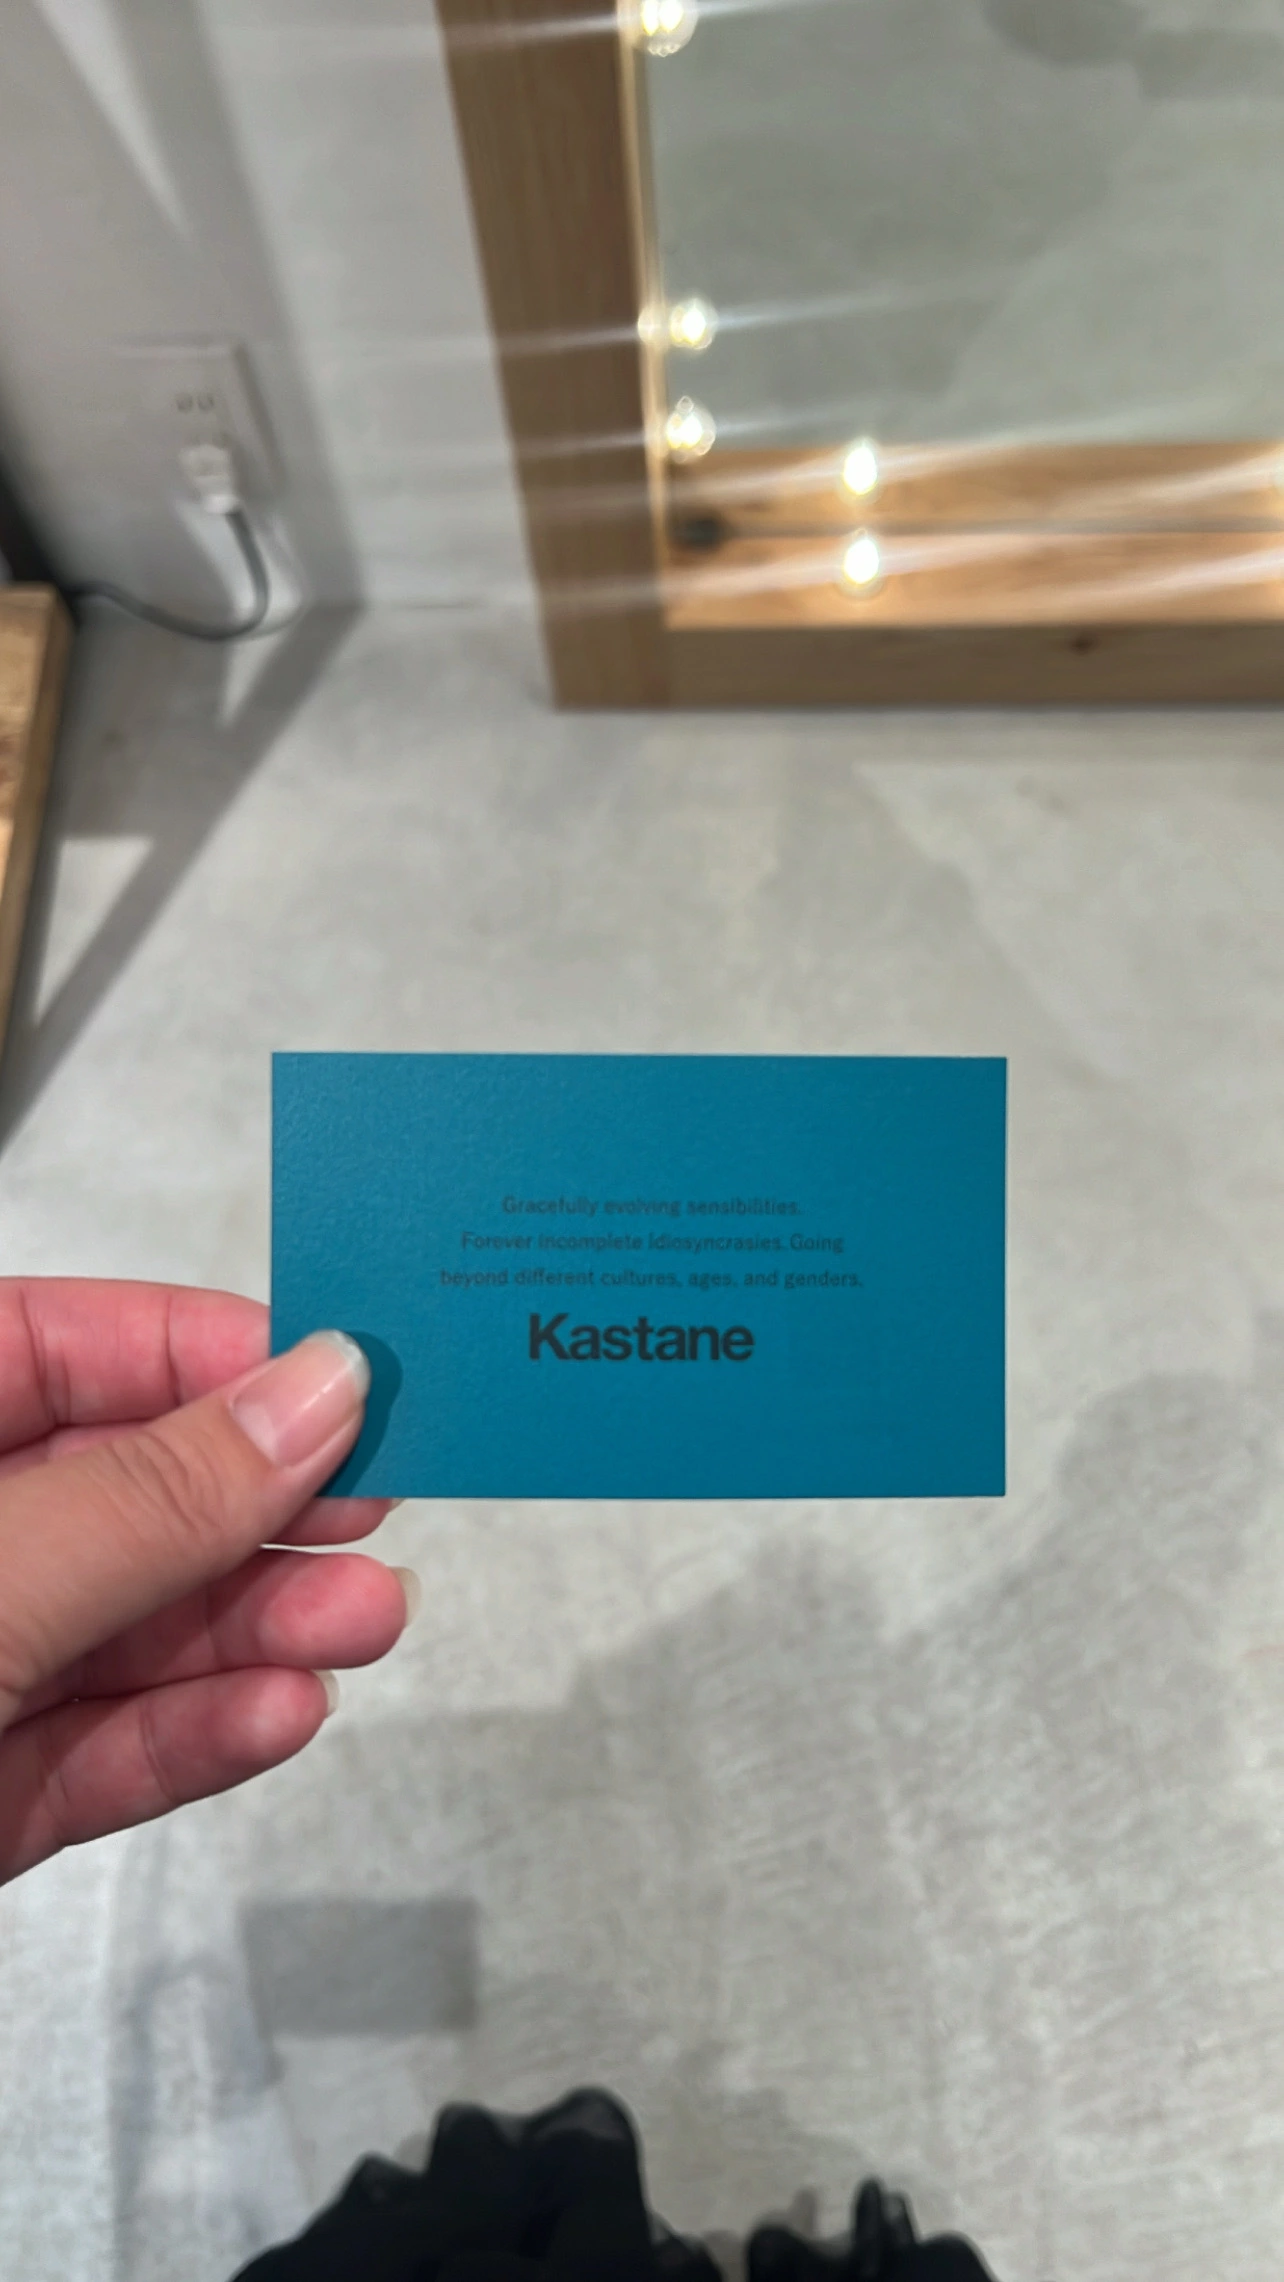 Gracefully evolving sensibilities.
Forever incomplete idiosyncrasies. Going
beyond different cultures, ages, and genders.
Kastane